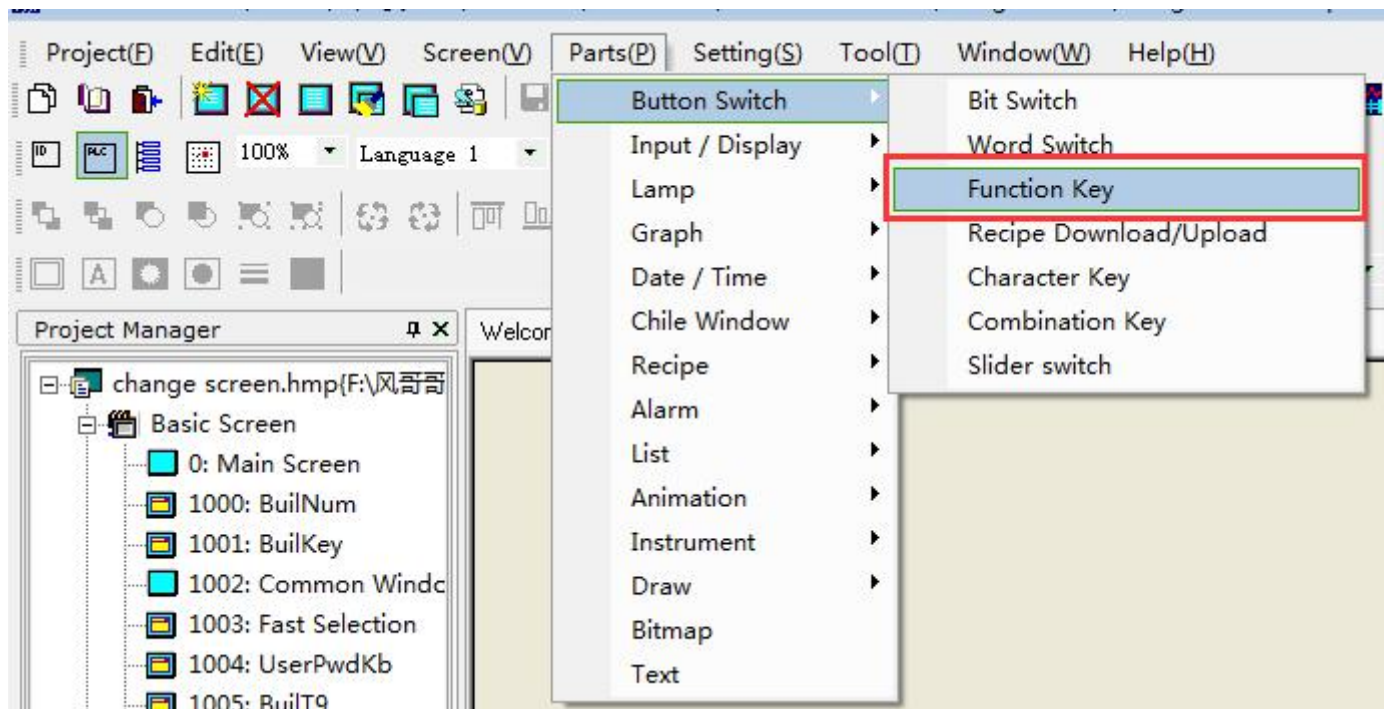 Project(F) Edit(E) View(V) Screen(V) Parts(P) Setting(S) Tool(T) Window(W) Help(H)
100% Language 1
Button Switch
Input / Display
Lamp
Graph
Date / Time
Chile Window
Recipe
Alarm
List
Animation
Instrument
Draw
Bitmap
Text
Bit Switch
Word Switch
Function Key
Recipe Download/Upload
Character Key
Combination Key
Slider switch
Project Manager
Welcor
change screen.hmp{F:\风哥哥
Basic Screen
0: Main Screen
1000: BuilNum
1001: BuilKey
1002: Common Windc
1003: Fast Selection
1004: UserPwdKb
1005: BuilT9